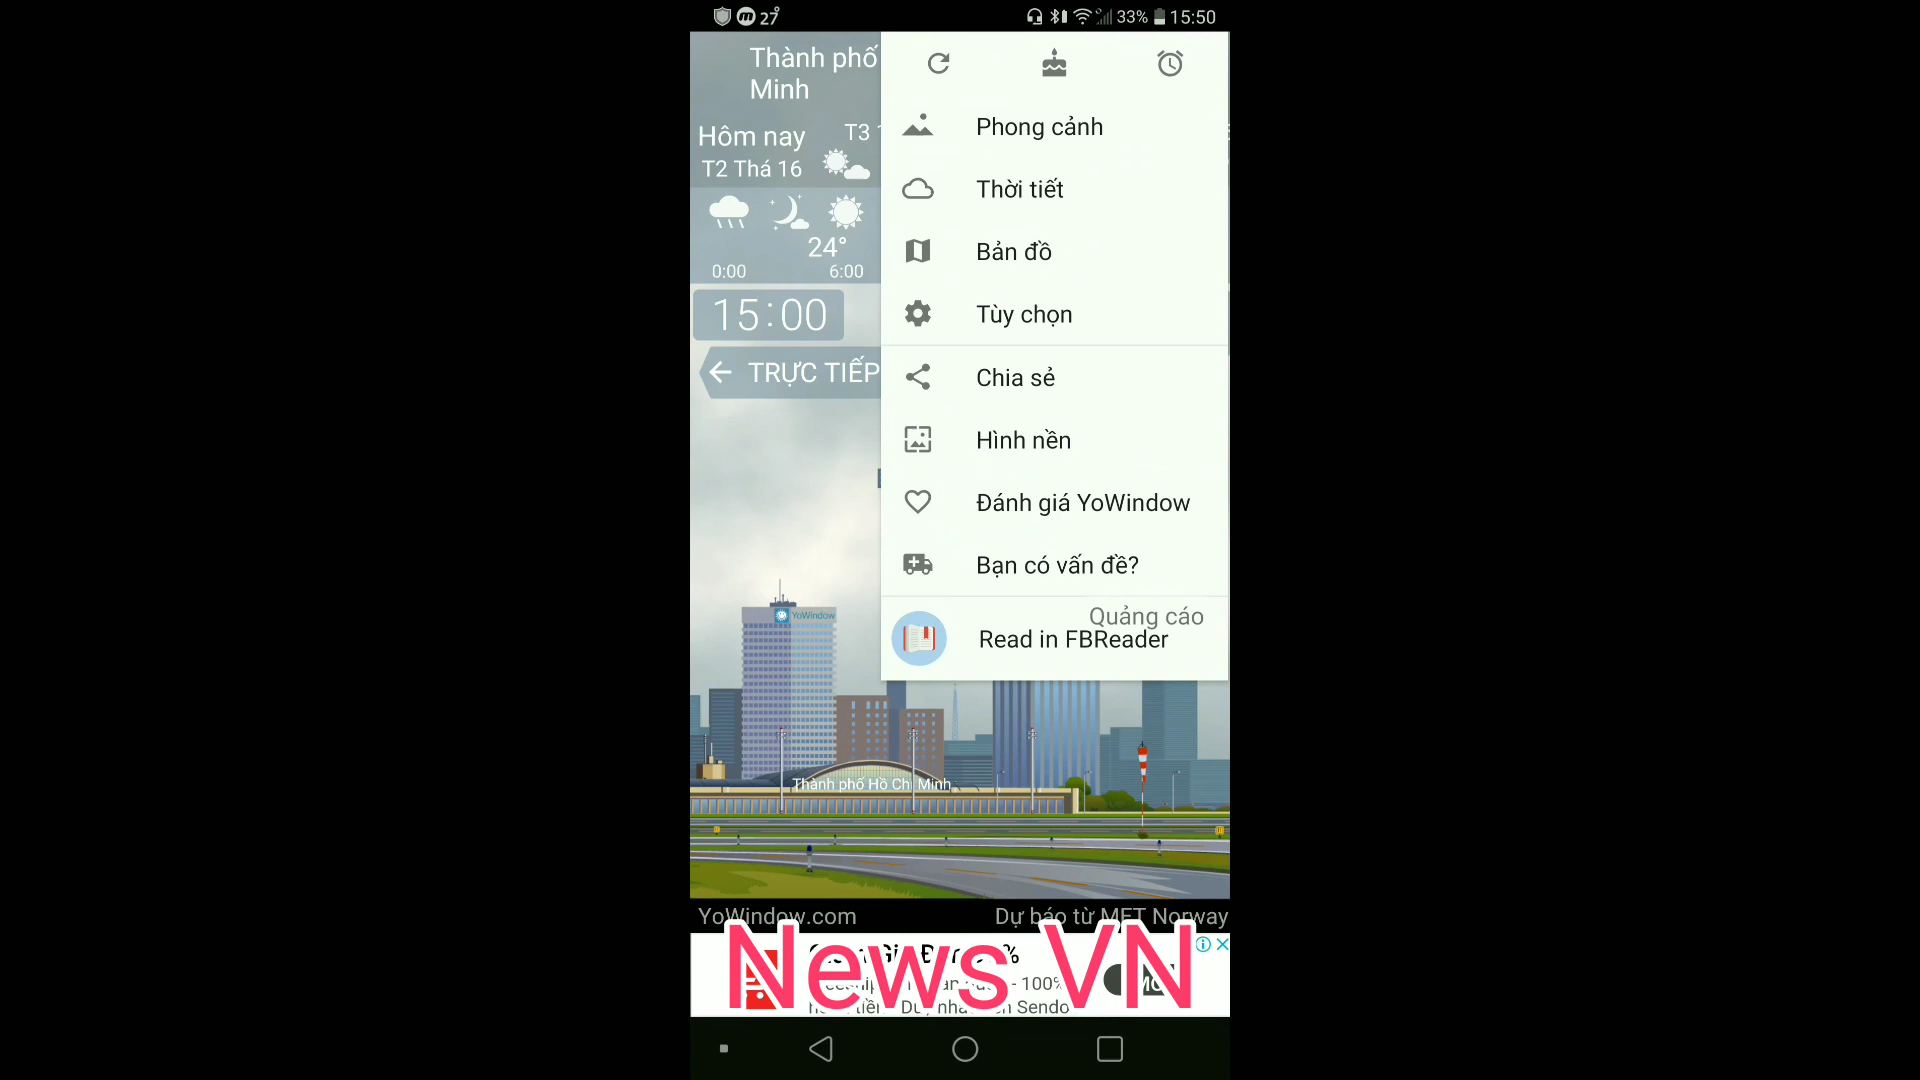 27°
33%
15:50
Thành phố
Minh
Hôm nay
T3
T2 Thá 16
24°
0:00
6:00
15:00
TRỰC TIẾP
Phong cảnh
Thời tiết
Bản đồ
Tùy chọn
Chia sẻ
Hình nền
Đánh giá YoWindow
Bạn có vấn đề?
Quảng cáo
Read in FBReader
YoWindow
Thành phố Hồ Chí Minh
YoWindow.com
Dự báo từ MET Norway
News VN
- 100%
Sendo